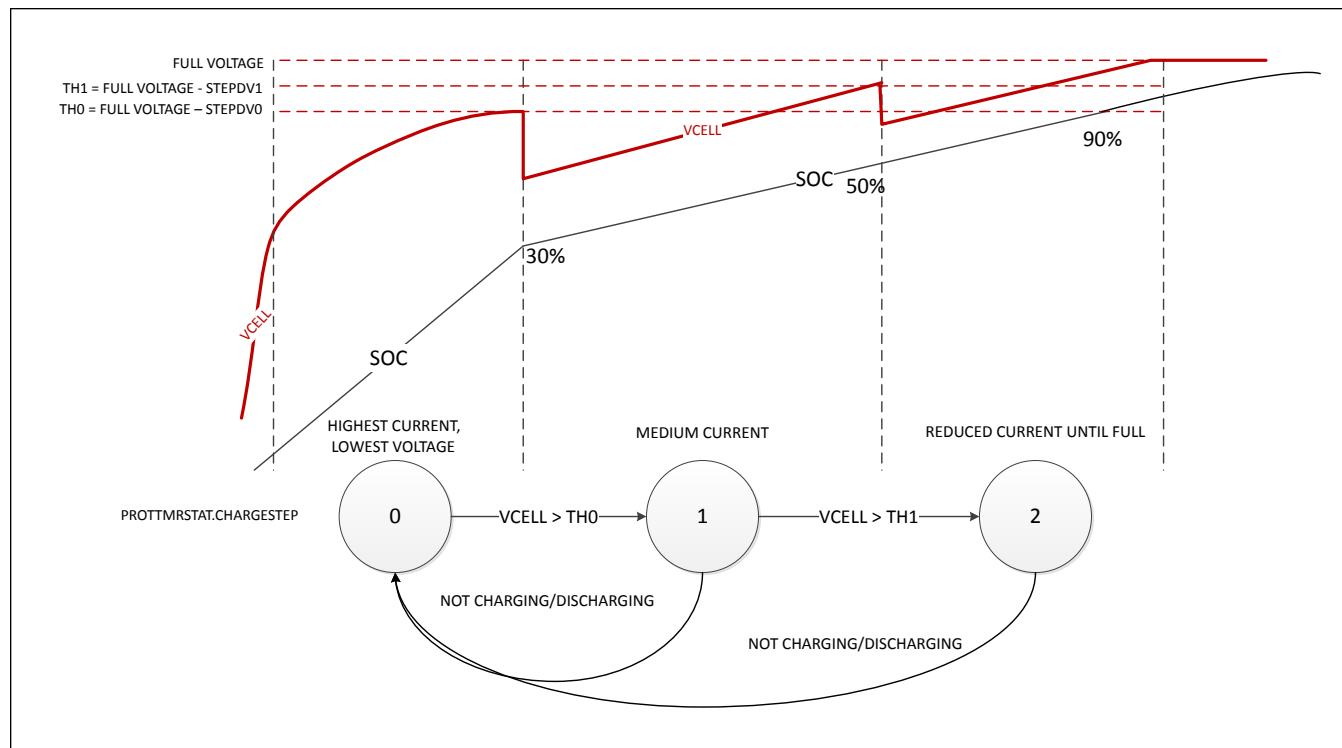 FULL VOLTAGE
TH1 = FULL VOLTAGE - STEPDV1
TH0 = FULL VOLTAGE – STEPDV0
VCELL
90%
SOC
50%
30%
VCELL
SOC
HIGHEST CURRENT,
LOWEST VOLTAGE
MEDIUM CURRENT
REDUCED CURRENT UNTIL FULL
PROTTMRSTAT.CHARGESTEP
0
VCELL > TH0
1
VCELL > TH1
2
NOT CHARGING/DISCHARGING
NOT CHARGING/DISCHARGING